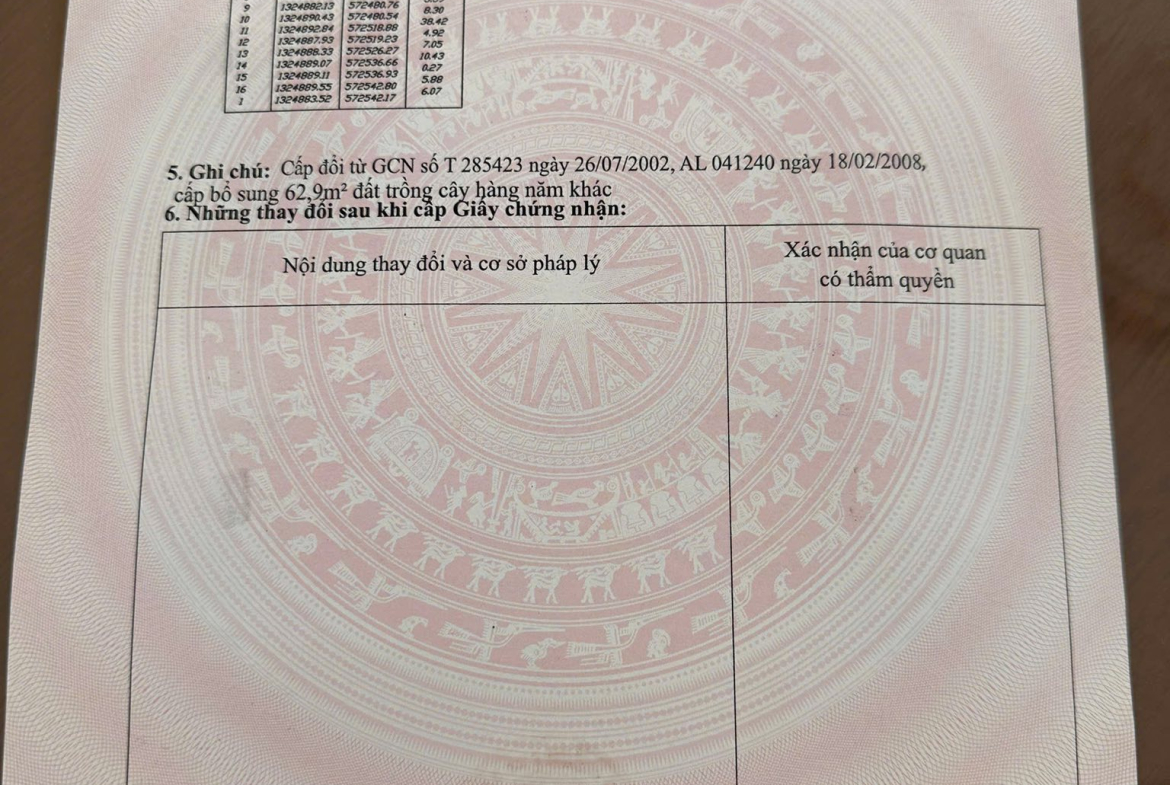 9 1324882.13 572480.76
10 1324890.43 572480.54 8.30
11 1324892.84 572518.88 38.42
12 1324887.93 572519.23 4.92
13 1324888.33 572526.27 7.05
14 1324889.07 572536.66 10.43
15 1324889.11 572536.93 0.27
16 1324889.55 572542.80 5.88
1 1324883.52 572542.17 6.07
5. Ghi chú: Cấp đổi từ GCN số T 285423 ngày 26/07/2002, AL 041240 ngày 18/02/2008,
cấp bổ sung 62,9m² đất trồng cây hàng năm khác
6. Những thay đổi sau khi cấp Giấy chứng nhận:
Nội dung thay đổi và cơ sở pháp lý
Xác nhận của cơ quan
có thẩm quyền